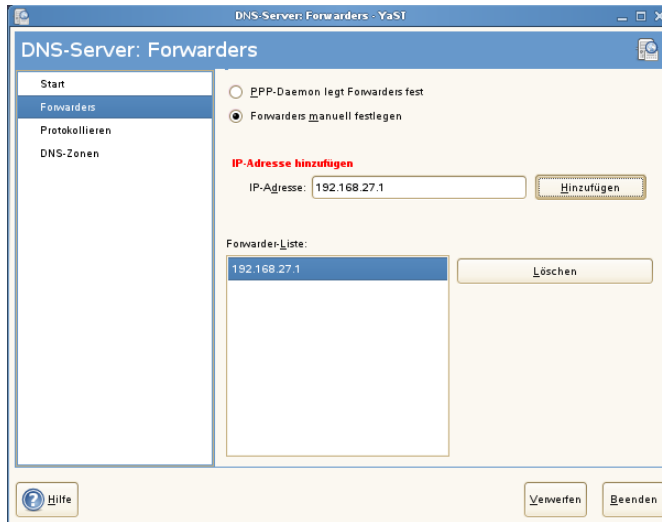 DNS-Server: Forwarders - YaST
DNS-Server: Forwarders
Start
Forwarders
Protokollieren
DNS-Zonen
PPP-Daemon legt Forwarders fest
Forwarders manuell festlegen
IP-Adresse hinzufügen
IP-Adresse: 192.168.27.1 Hinzufügen
Forwarder-Liste:
192.168.27.1
Löschen
Hilfe Verwerfen Beenden